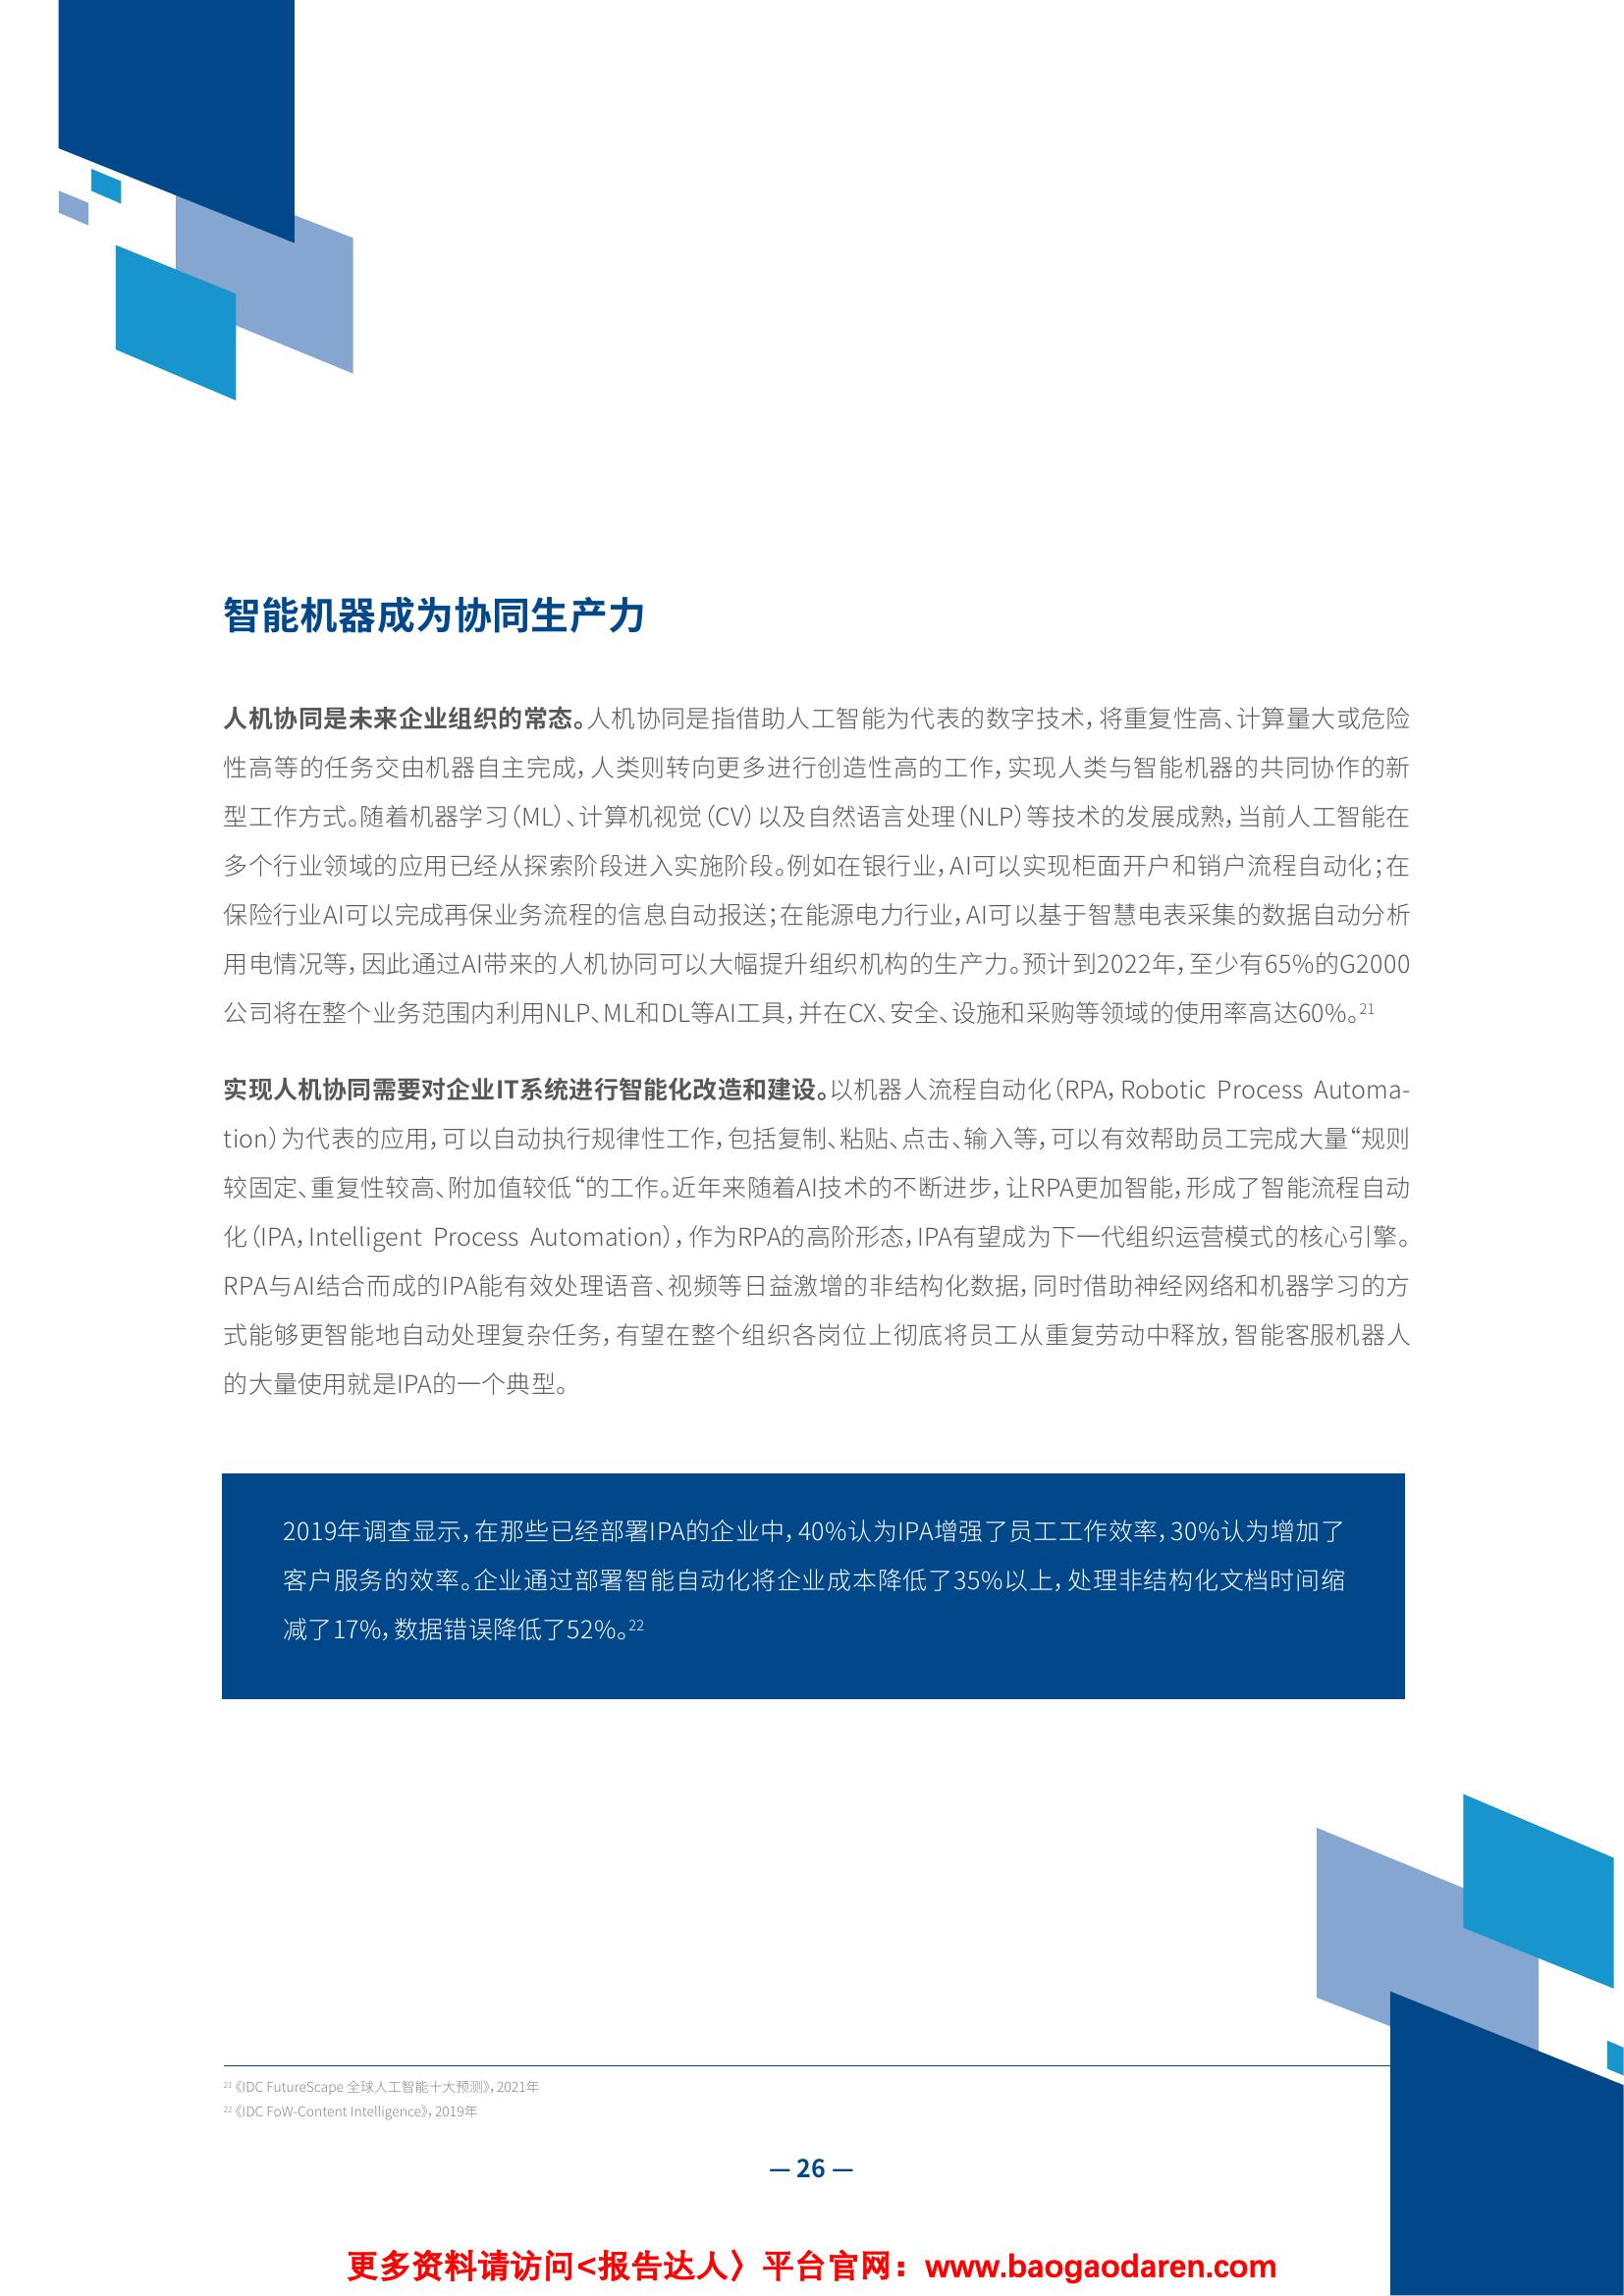 智能机器成为协同生产力
人机协同是未来企业组织的常态。人机协同是指借助人工智能为代表的数字技术，将重复性高、计算量大或危险
性高等的任务交由机器自主完成，人类则转向更多进行创造性高的工作，实现人类与智能机器的共同协作的新
型工作方式。随着机器学习（ML）、计算机视觉（CV）以及自然语言处理（NLP）等技术的发展成熟，当前人工智能在
多个行业领域的应用已经从探索阶段进入实施阶段。例如在银行业，AI可以实现柜面开户和销户流程自动化；在
保险行业AI可以完成再保业务流程的信息自动报送；在能源电力行业，AI可以基于智慧电表采集的数据自动分析
用电情况等，因此通过AI带来的人机协同可以大幅提升组织机构的生产力。预计到2022年，至少有65%的G2000
公司将在整个业务范围内利用NLP、ML和DL等AI工具，并在CX、安全、设施和采购等领域的使用率高达60%。21
实现人机协同需要对企业IT系统进行智能化改造和建设。以机器人流程自动化（RPA，Robotic Process Automa-
tion）为代表的应用，可以自动执行规律性工作，包括复制、粘贴、点击、输入等，可以有效帮助员工完成大量“规则
较固定、重复性较高、附加值较低“的工作。近年来随着AI技术的不断进步，让RPA更加智能，形成了智能流程自动
化（IPA，Intelligent Process Automation），作为RPA的高阶形态，IPA有望成为下一代组织运营模式的核心引擎。
RPA与AI结合而成的IPA能有效处理语音、视频等日益激增的非结构化数据，同时借助神经网络和机器学习的方
式能够更智能地自动处理复杂任务，有望在整个组织各岗位上彻底将员工从重复劳动中释放，智能客服机器人
的大量使用就是IPA的一个典型。
2019年调查显示，在那些已经部署IPA的企业中，40%认为IPA增强了员工工作效率，30%认为增加了
客户服务的效率。企业通过部署智能自动化将企业成本降低了35%以上，处理非结构化文档时间缩
减了17%，数据错误降低了52%。22
21《IDC FutureScape 全球人工智能十大预测》，2021年
22《IDC FoW-Content Intelligence》，2019年
— 26 —
更多资料请访问<报告达人〉平台官网：www.baogaodaren.com